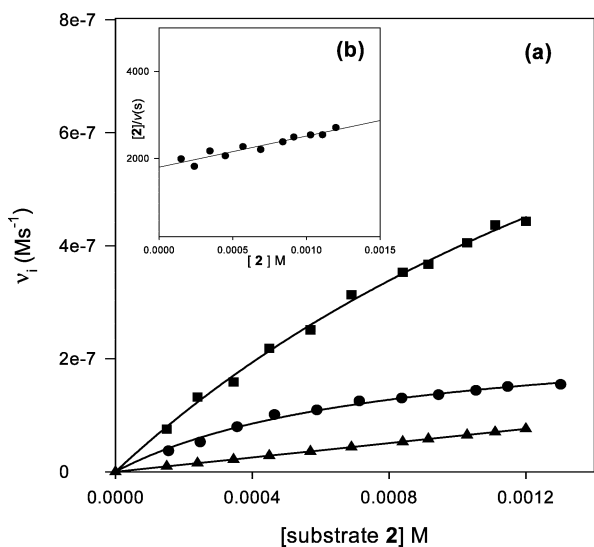 8e-7
6e-7
4e-7
2e-7
0
0.0000
0.0004
0.0008
0.0012
[substrate 2] M
νi (Ms-1)
(a)
(b)
4000
2000
[2]/v(s)
0.0000
0.0005
0.0010
0.0015
[ 2 ] M